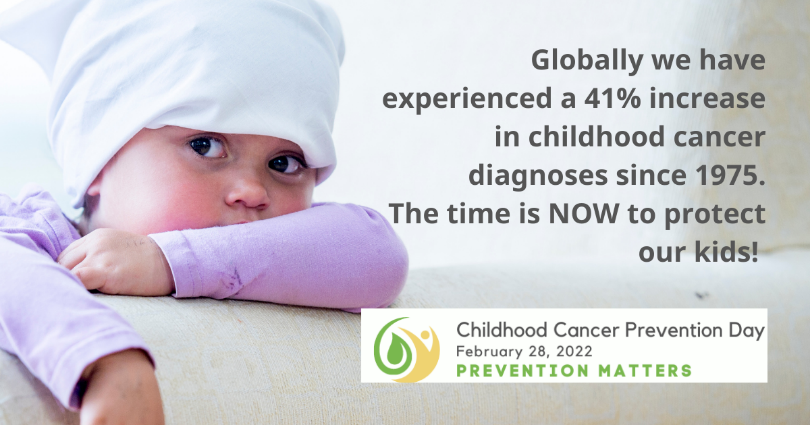 Globally we have
experienced a 41% increase
in childhood cancer
diagnoses since 1975.
The time is NOW to protect
our kids!
Childhood Cancer Prevention Day
February 28, 2022
PREVENTION MATTERS